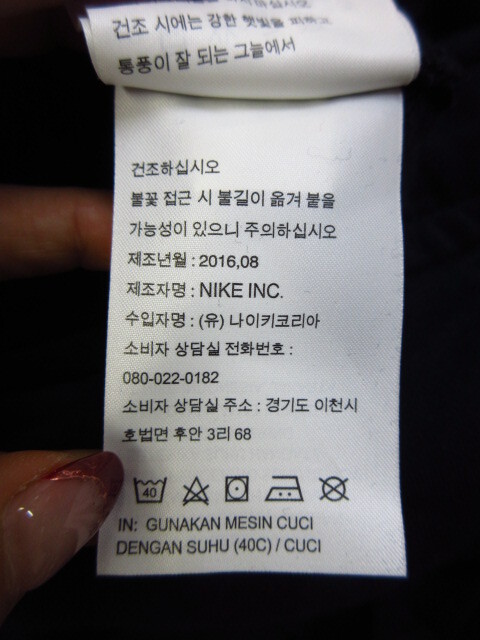 건조 시에는 강한 햇빛을 피하고
통풍이 잘 되는 그늘에서
건조하십시오
불꽃 접근 시 불길이 옮겨 붙을
가능성이 있으니 주의하십시오
제조년월 : 2016,08
제조자명 : NIKE INC.
수입자명 : (유) 나이키코리아
소비자 상담실 전화번호 :
080-022-0182
소비자 상담실 주소 : 경기도 이천시
호법면 후안 3리 68
40
IN: GUNAKAN MESIN CUCI
DENGAN SUHU (40C) / CUCI